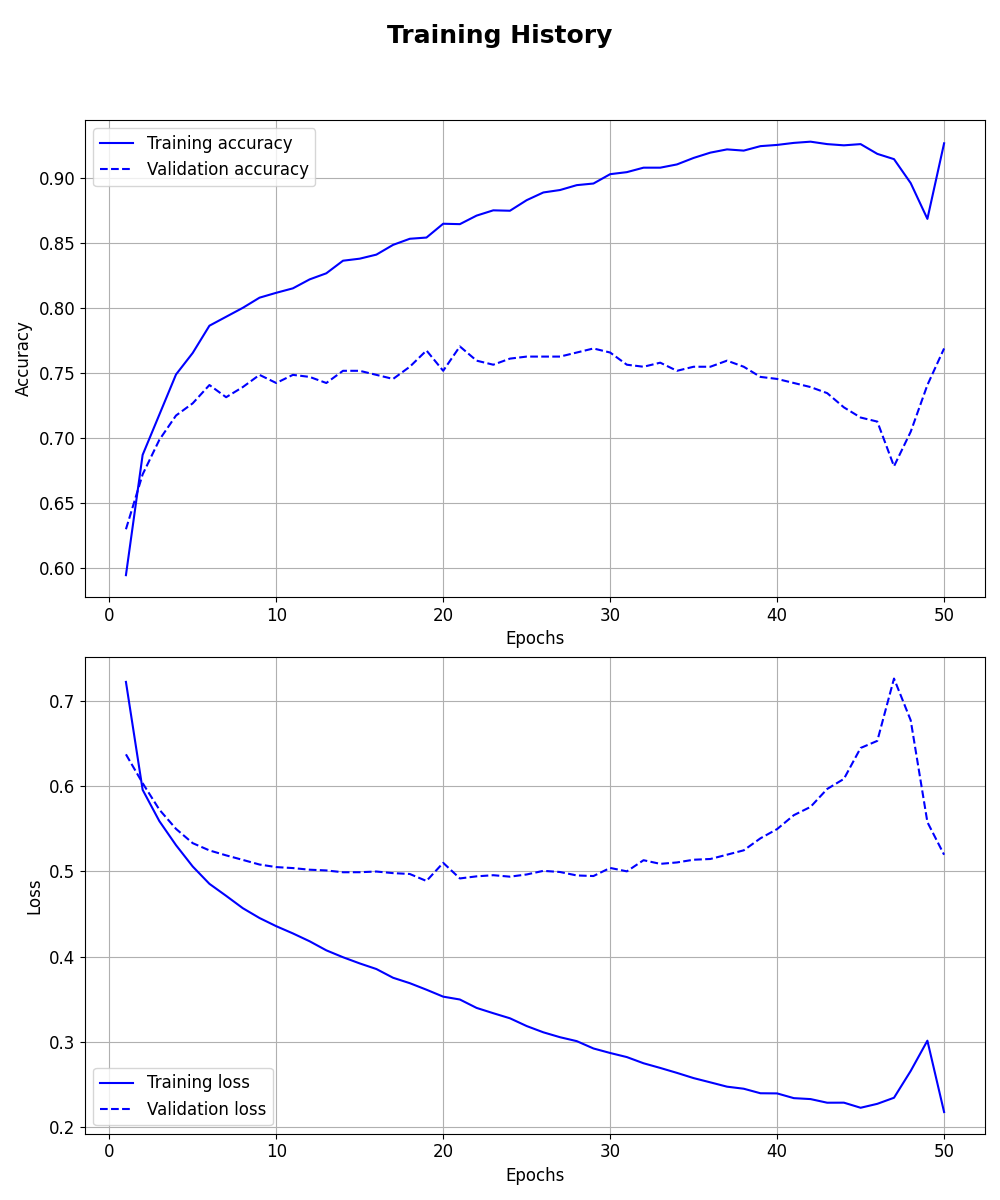 Training History
Training accuracy
Validation accuracy
0.90
0.85
0.80
0.75
0.70
0.65
0.60
Accuracy
0 10 20 30 40 50
Epochs
0.7
0.6
0.5
0.4
0.3
0.2
Loss
Training loss
Validation loss
0 10 20 30 40 50
Epochs